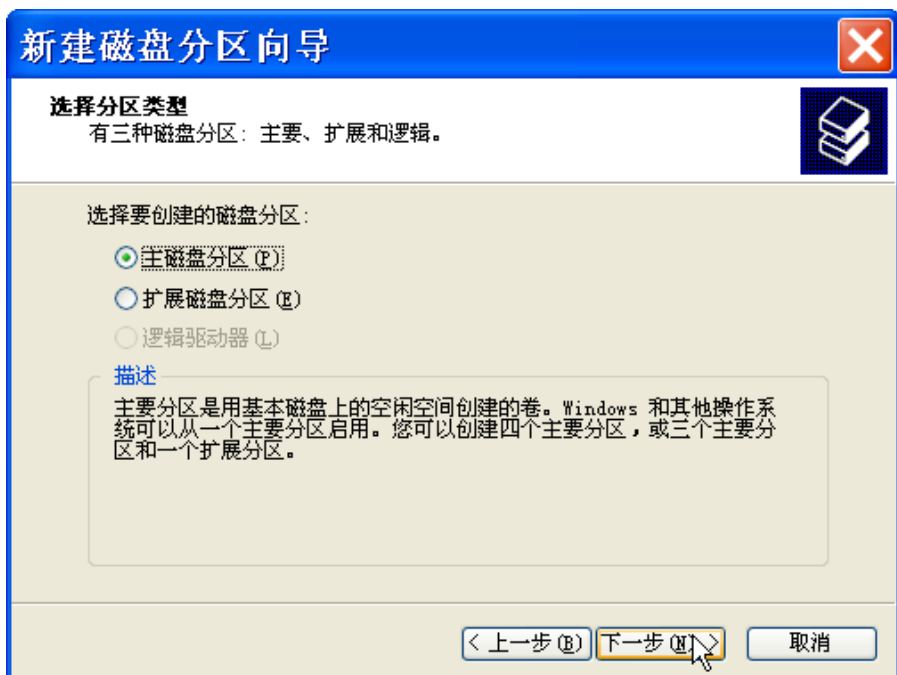 新建磁盘分区向导
选择分区类型
有三种磁盘分区: 主要、扩展和逻辑。
选择要创建的磁盘分区:
主磁盘分区(P)
扩展磁盘分区(E)
逻辑驱动器(L)
描述
主要分区是用基本磁盘上的空闲空间创建的卷。Windows 和其他操作系
统可以从一个主要分区启用。您可以创建四个主要分区，或三个主要分
区和一个扩展分区。
< 上一步(B) 下一步(N) > 取消